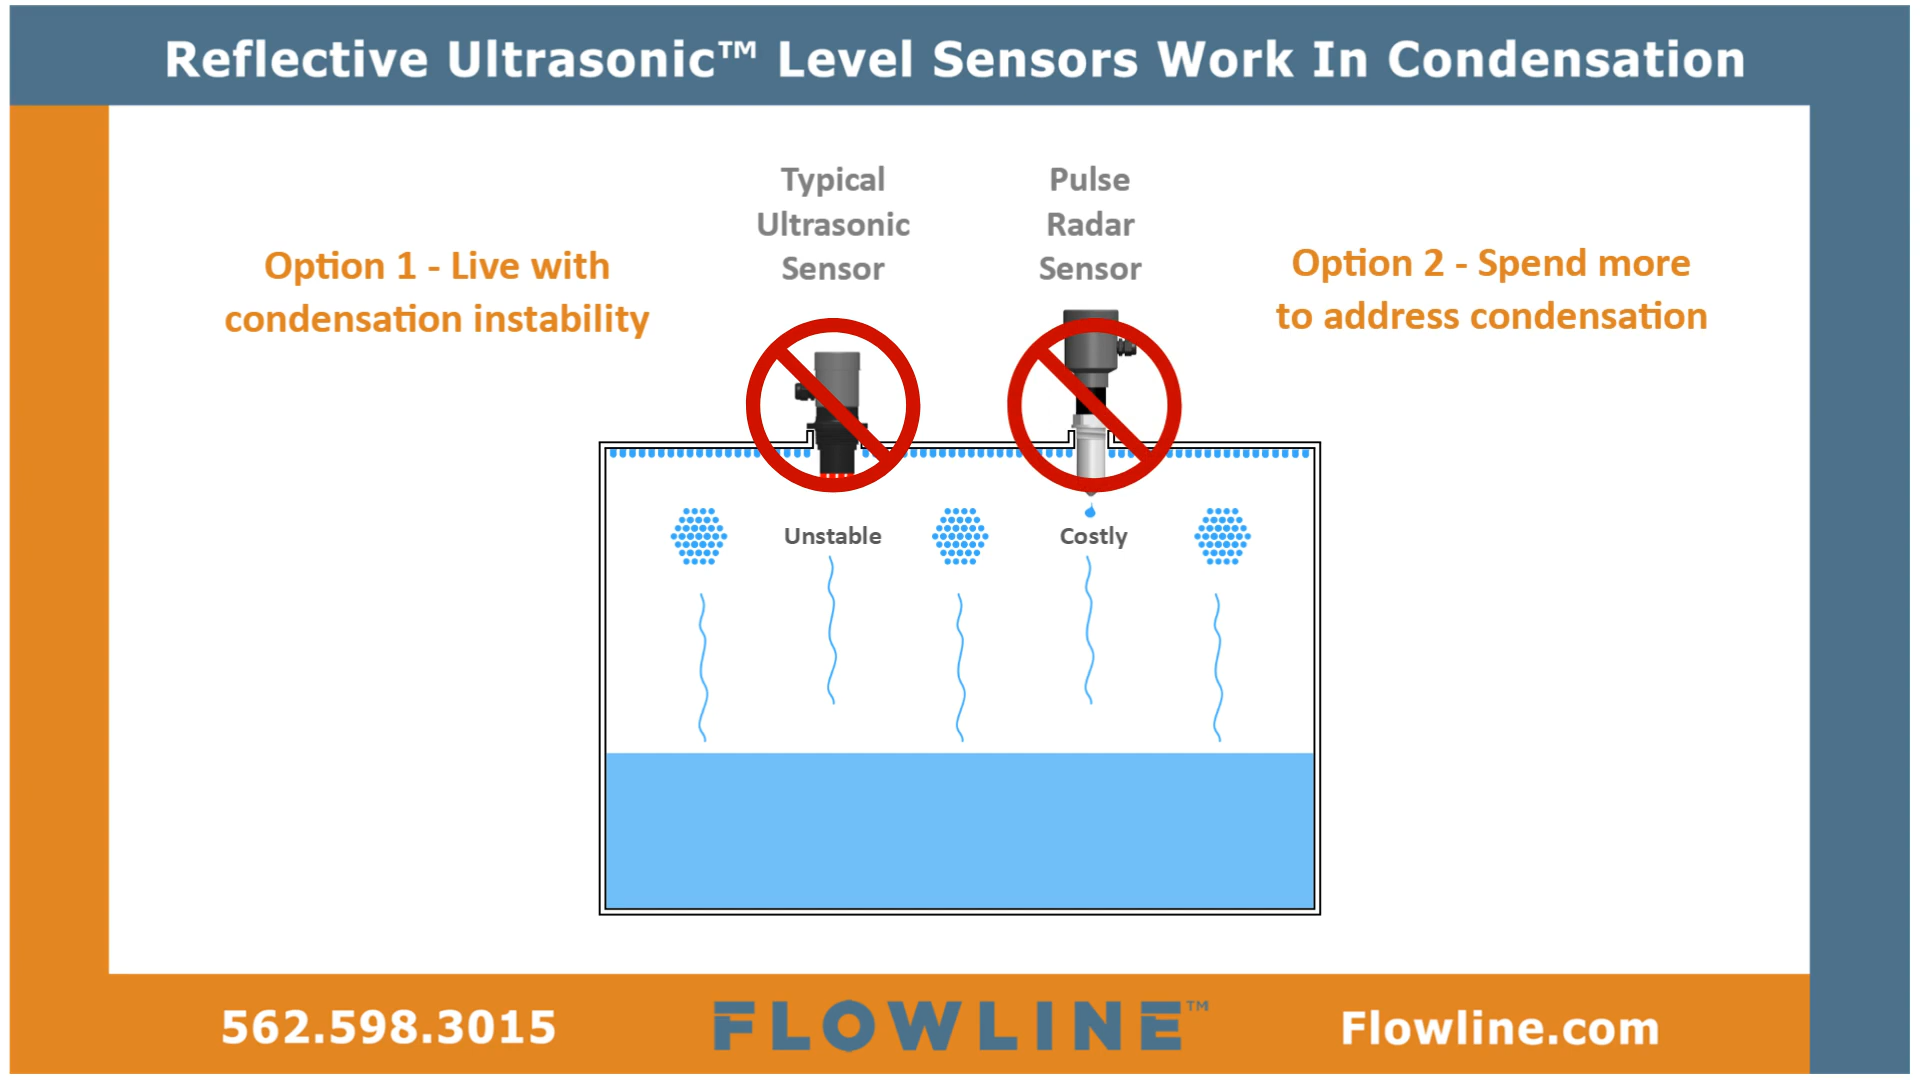 Reflective Ultrasonic™ Level Sensors Work In Condensation
Typical
Ultrasonic
Sensor
Pulse
Radar
Sensor
Option 1 - Live with
condensation instability
Option 2 - Spend more
to address condensation
Unstable
Costly
562.598.3015
FLOWLINE™
Flowline.com